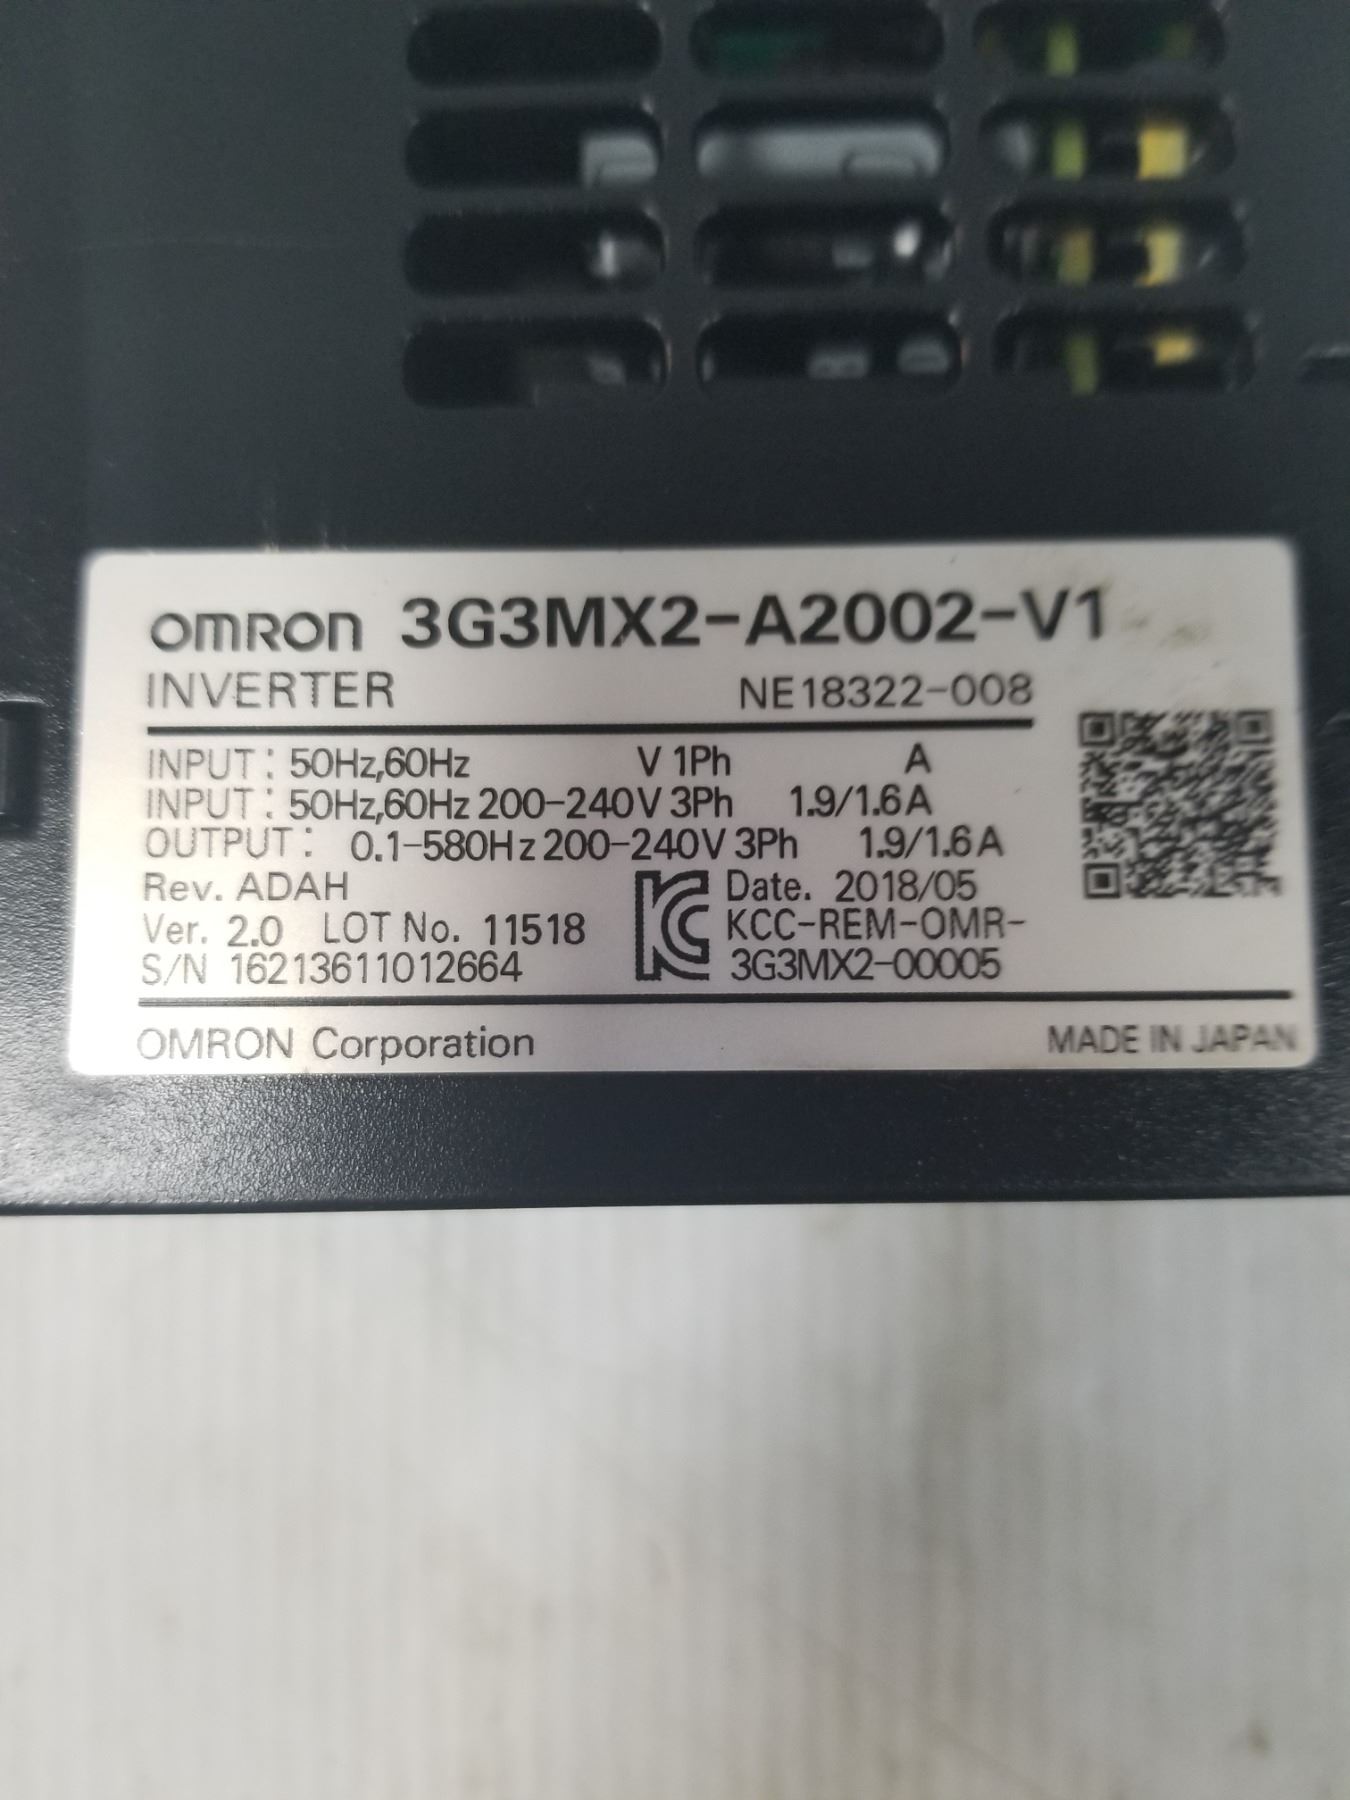 omron 3G3MX2-A2002-V1
INVERTER NE18322-008
INPUT: 50Hz,60Hz V 1Ph A
INPUT: 50Hz,60Hz 200-240V 3Ph 1.9/1.6A
OUTPUT: 0.1-580Hz 200-240V 3Ph 1.9/1.6A
Rev. ADAH Date. 2018/05
Ver. 2.0 LOT No. 11518 KCC-REM-OMR-
S/N 16213611012664 3G3MX2-00005
OMRON Corporation MADE IN JAPAN